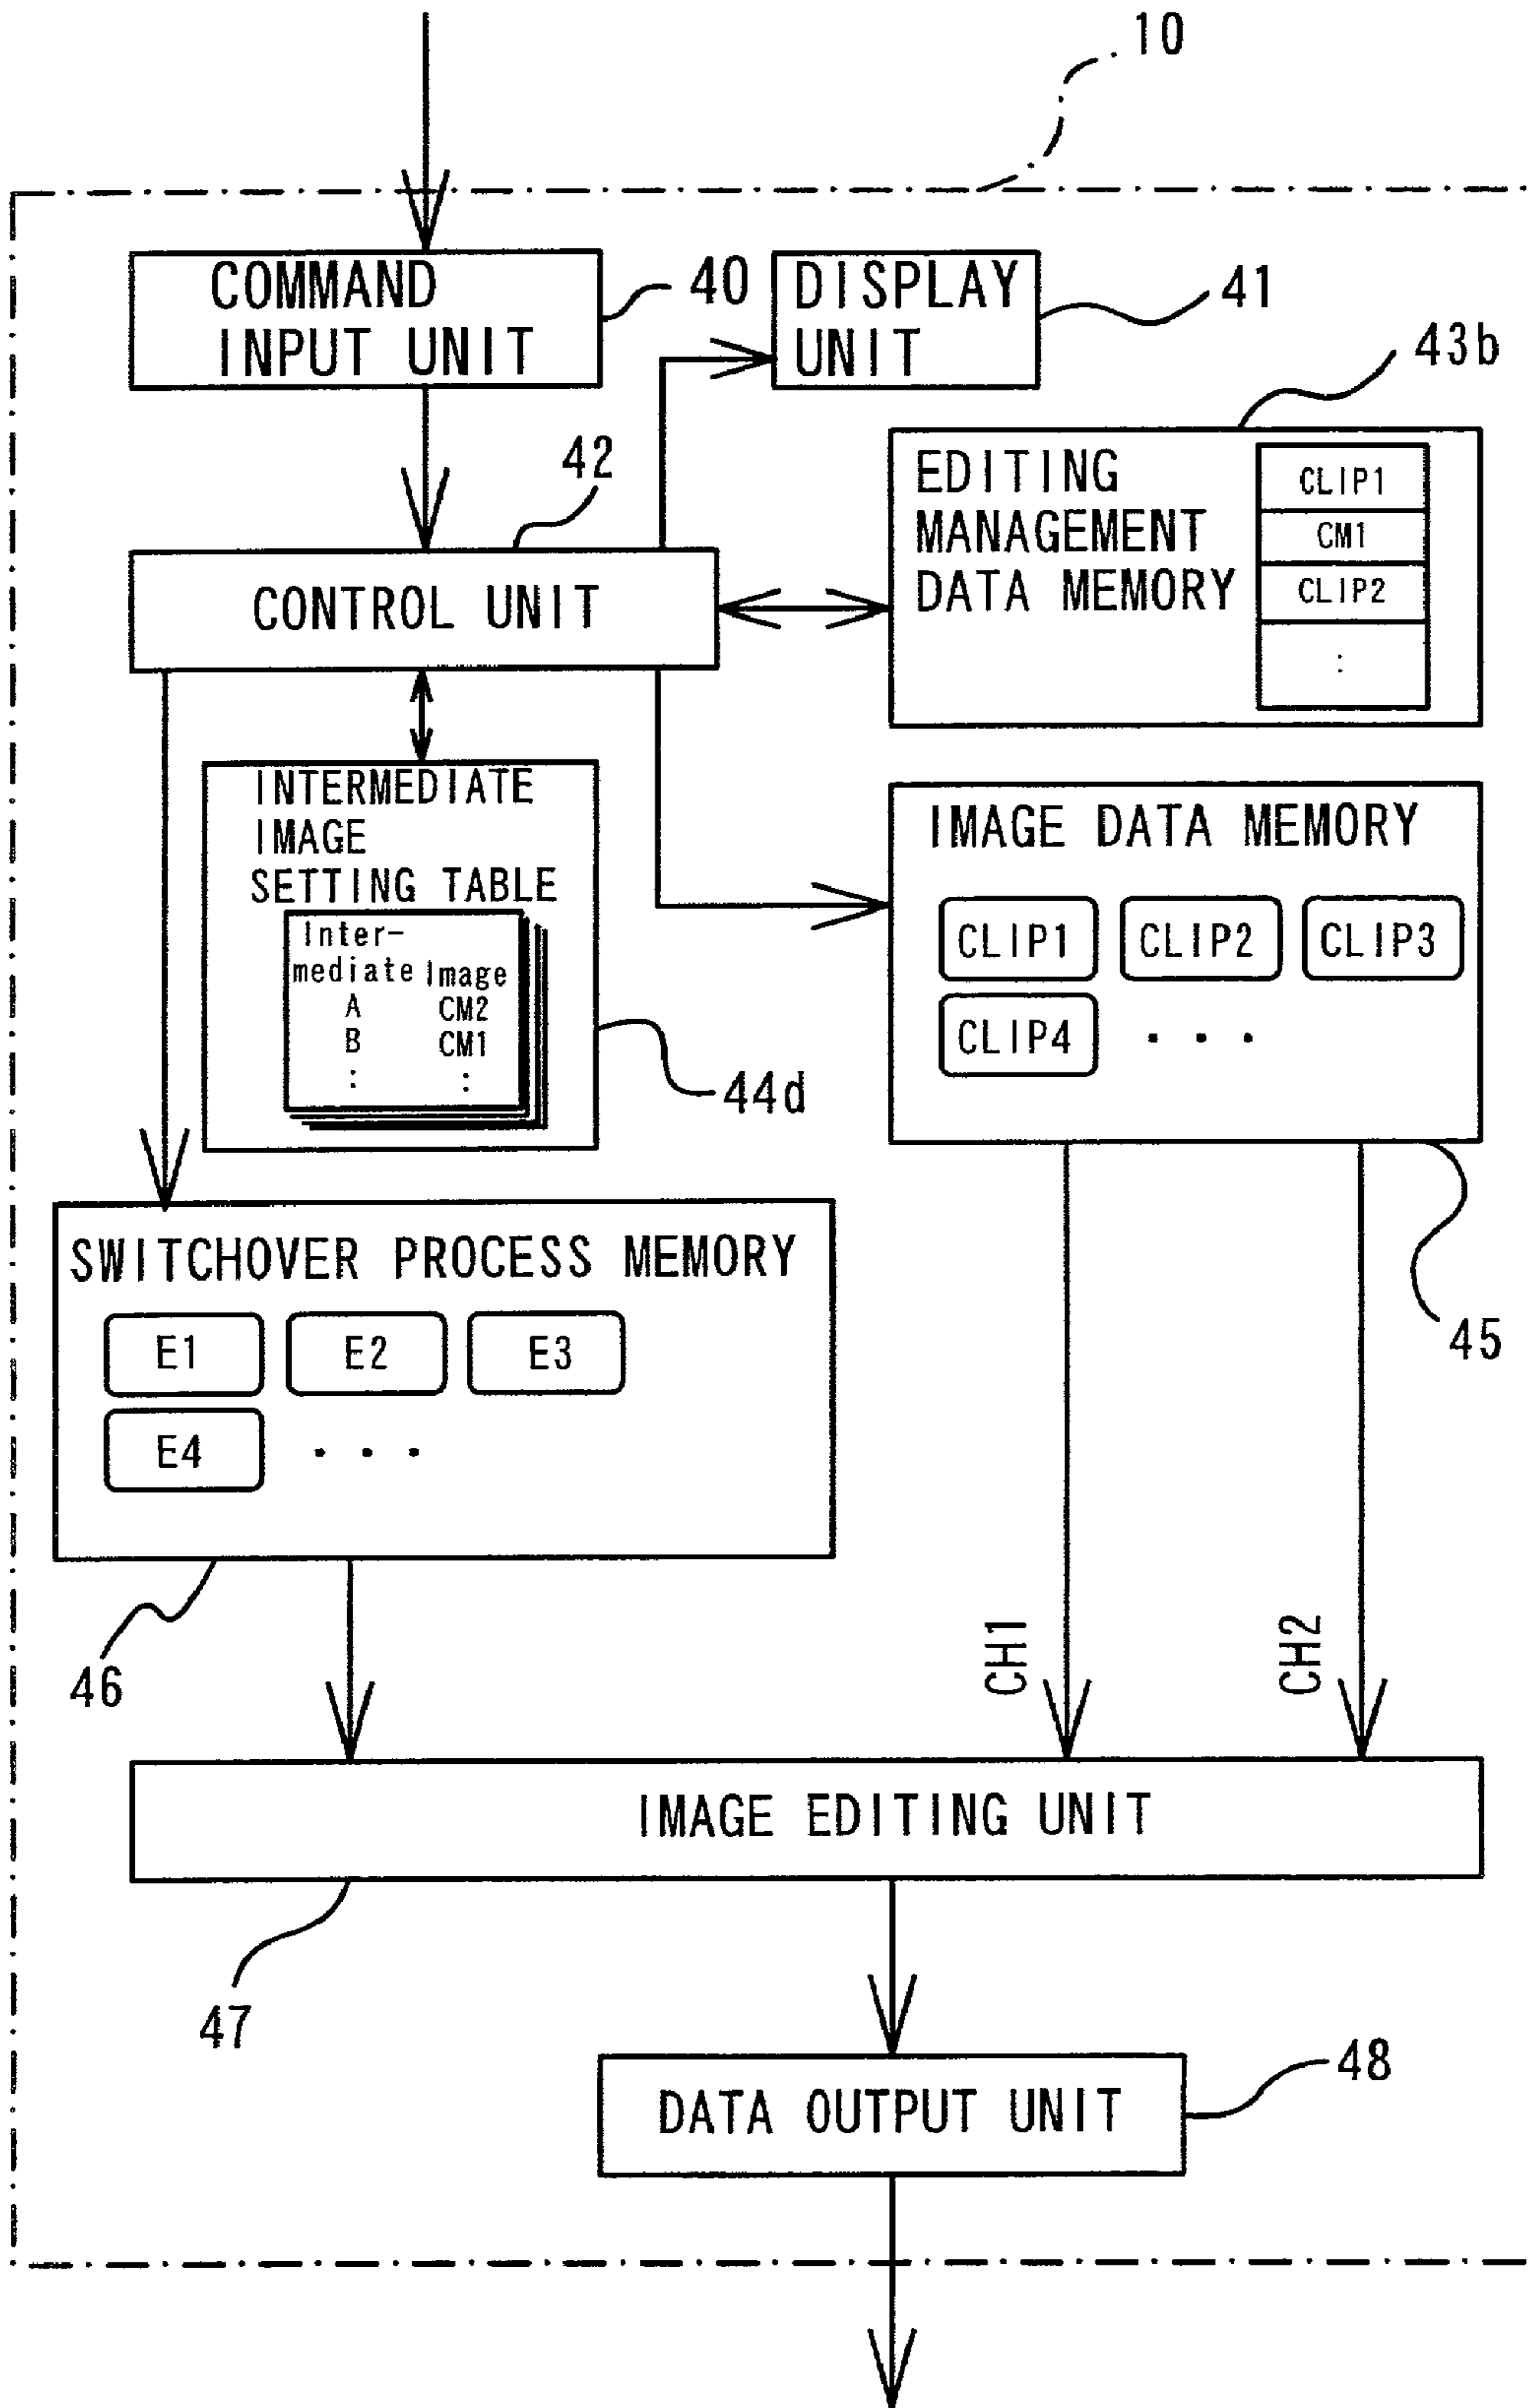 10
COMMAND
INPUT UNIT
40
DISPLAY
UNIT
41
43b
42
CONTROL UNIT
EDITING
MANAGEMENT
DATA MEMORY
CLIP1
CM1
CLIP2
:
INTERMEDIATE
IMAGE
SETTING TABLE
Inter-
mediate Image
A CM2
B CM1
: :
44d
IMAGE DATA MEMORY
CLIP1 CLIP2 CLIP3
CLIP4 . . .
45
SWITCHOVER PROCESS MEMORY
E1 E2 E3
E4 . . .
46
CH1
CH2
IMAGE EDITING UNIT
47
DATA OUTPUT UNIT
48